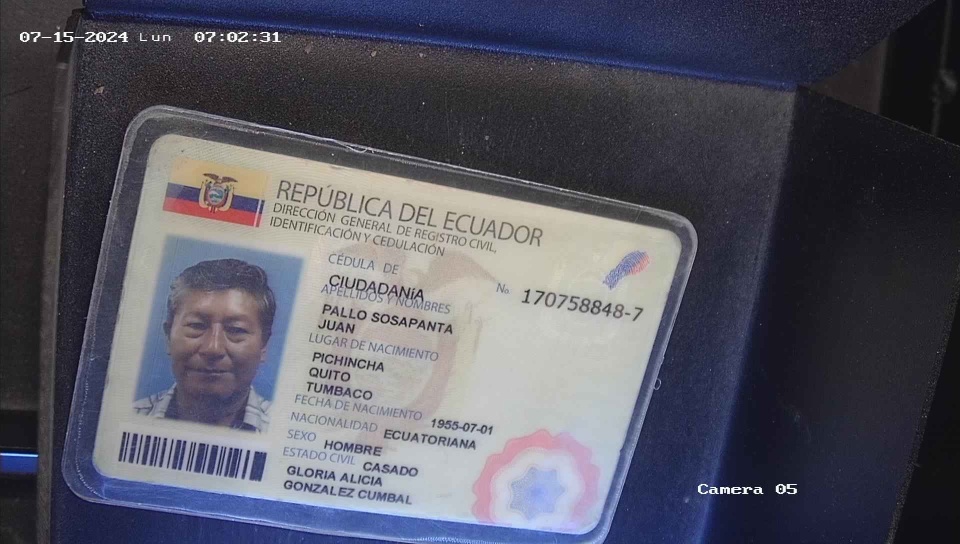 07-15-2024 Lun 07:02:31
REPÚBLICA DEL ECUADOR
DIRECCIÓN GENERAL DE REGISTRO CIVIL,
IDENTIFICACIÓN Y CEDULACIÓN
CÉDULA DE
CIUDADANíA
No. 170758848-7
APELLIDOS Y NOMBRES
PALLO SOSAPANTA
JUAN
LUGAR DE NACIMIENTO
PICHINCHA
QUITO
TUMBACO
FECHA DE NACIMIENTO 1955-07-01
NACIONALIDAD ECUATORIANA
SEXO HOMBRE
ESTADO CIVIL CASADO
GLORIA ALICIA
GONZALEZ CUMBAL
Camera 05